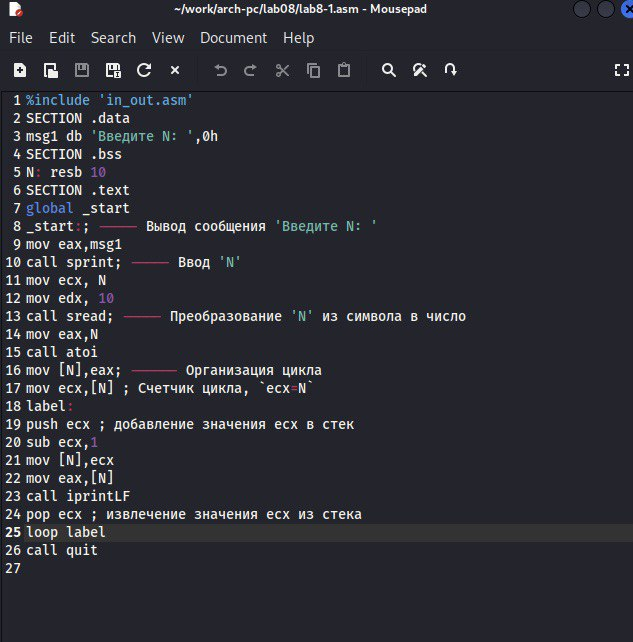 ~/work/arch-pc/lab08/lab8-1.asm - Mousepad
File Edit Search View Document Help
1 %include 'in_out.asm'
2 SECTION .data
3 msg1 db 'Введите N: ',0h
4 SECTION .bss
5 N: resb 10
6 SECTION .text
7 global _start
8 _start:; ----- Вывод сообщения 'Введите N: '
9 mov eax,msg1
10 call sprint; ----- Ввод 'N'
11 mov ecx, N
12 mov edx, 10
13 call sread; ----- Преобразование 'N' из символа в число
14 mov eax,N
15 call atoi
16 mov [N],eax; ------ Организация цикла
17 mov ecx,[N] ; Счетчик цикла, `ecx=N`
18 label:
19 push ecx ; добавление значения ecx в стек
20 sub ecx,1
21 mov [N],ecx
22 mov eax,[N]
23 call iprintLF
24 pop ecx ; извлечение значения ecx из стека
25 loop label
26 call quit
27